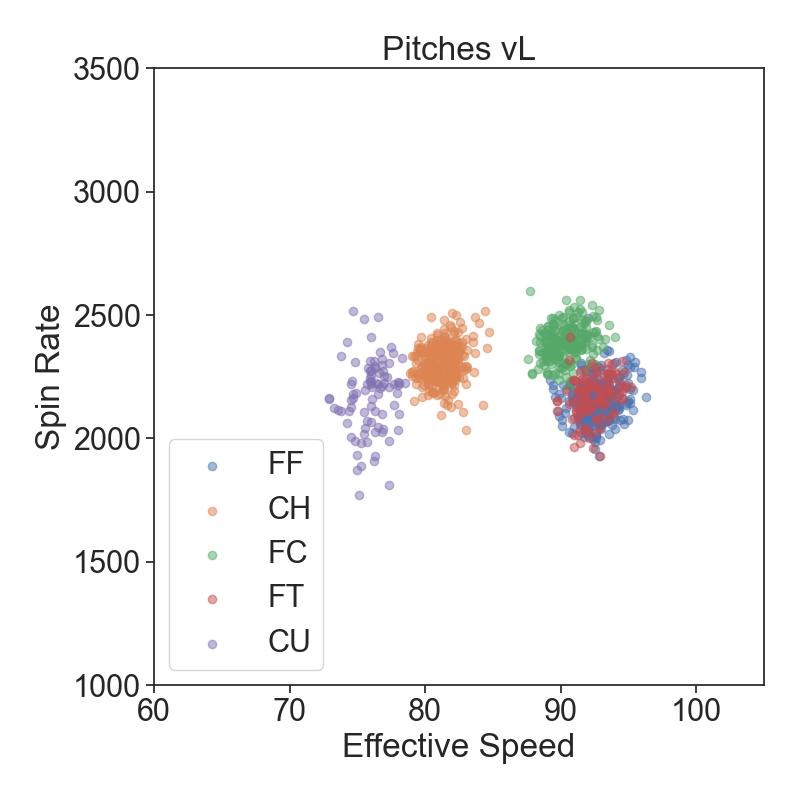 Pitches vL
3500
3000
2500
2000
1500
1000
Spin Rate
FF
CH
FC
FT
CU
60 70 80 90 100
Effective Speed